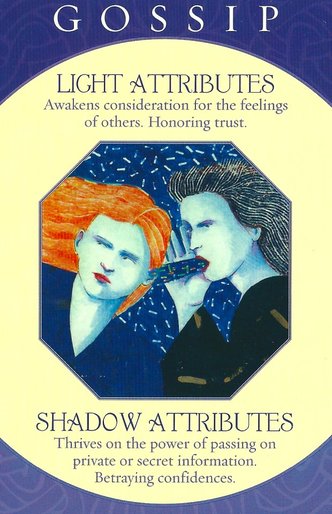 GOSSIP
LIGHT ATTRIBUTES
Awakens consideration for the feelings
of others. Honoring trust.
SHADOW ATTRIBUTES
Thrives on the power of passing on
private or secret information.
Betraying confidences.